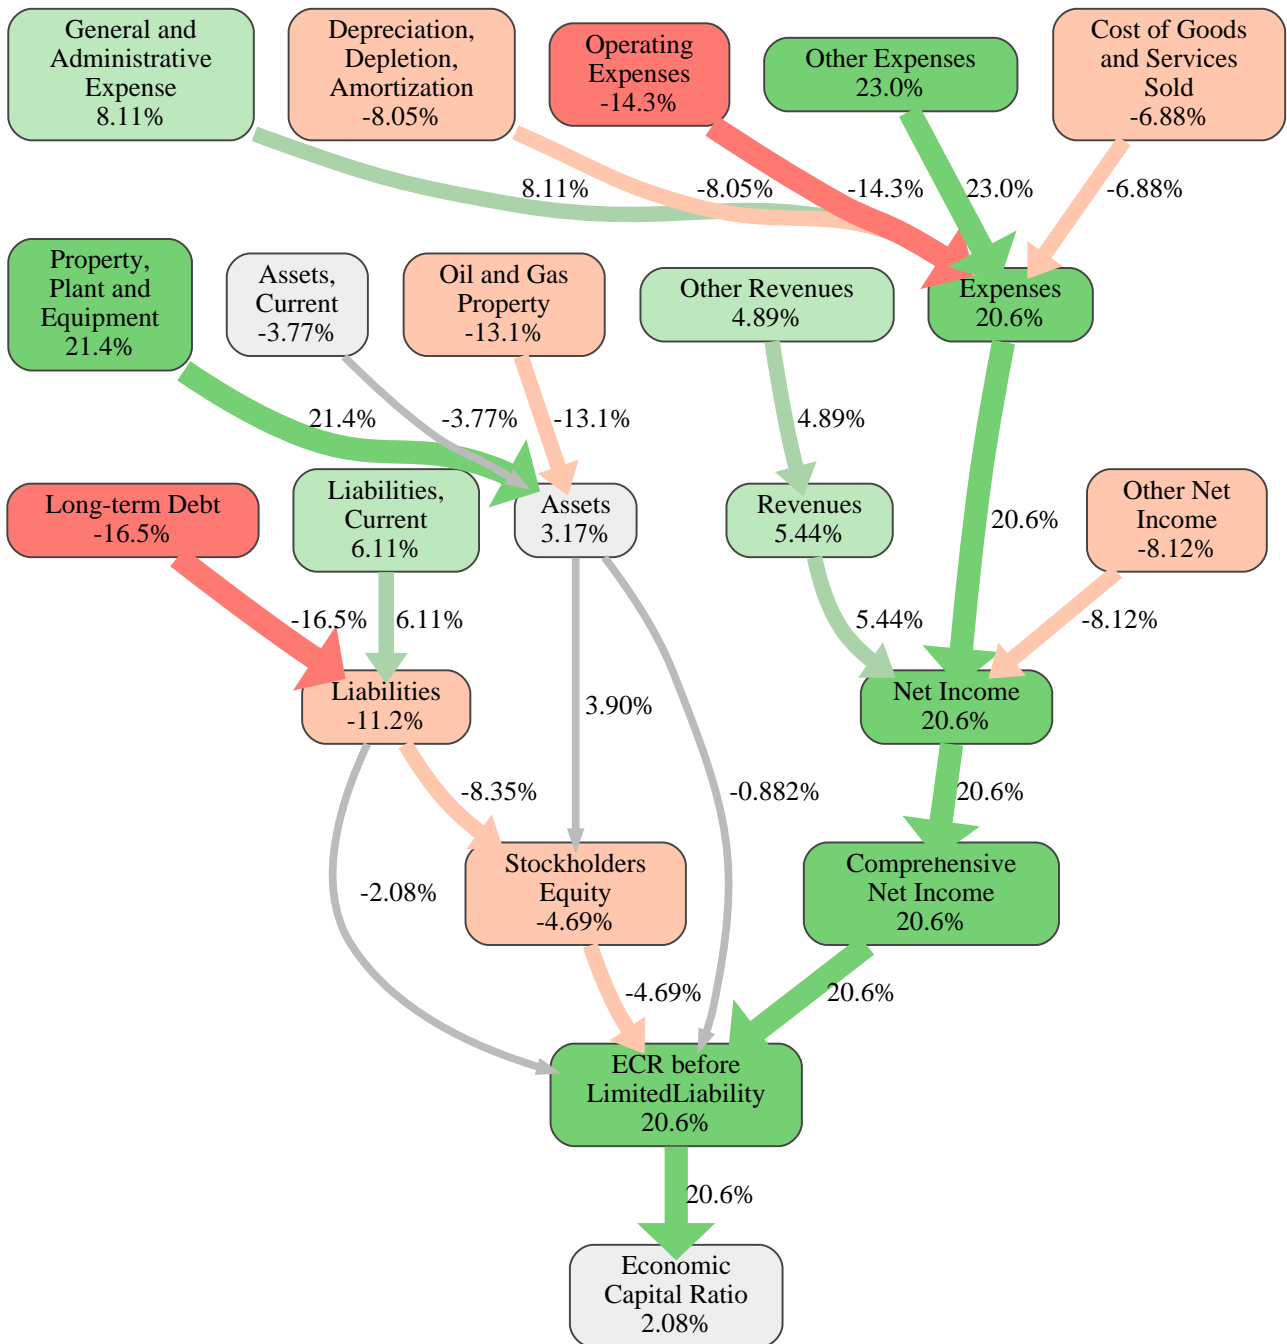 General and
Administrative
Expense
8.11%
Depreciation,
Depletion,
Amortization
-8.05%
Operating
Expenses
-14.3%
Other Expenses
23.0%
Cost of Goods
and Services
Sold
-6.88%
8.11%
-8.05%
-14.3%
23.0%
-6.88%
Property,
Plant and
Equipment
21.4%
Assets,
Current
-3.77%
Oil and Gas
Property
-13.1%
Other Revenues
4.89%
Expenses
20.6%
21.4%
-3.77%
-13.1%
4.89%
20.6%
Long-term Debt
-16.5%
Liabilities,
Current
6.11%
Assets
3.17%
Revenues
5.44%
Other Net
Income
-8.12%
-16.5%
6.11%
5.44%
-8.12%
Liabilities
-11.2%
3.90%
Net Income
20.6%
-8.35%
-0.882%
20.6%
-2.08%
Stockholders
Equity
-4.69%
Comprehensive
Net Income
20.6%
-4.69%
20.6%
ECR before
LimitedLiability
20.6%
20.6%
Economic
Capital Ratio
2.08%